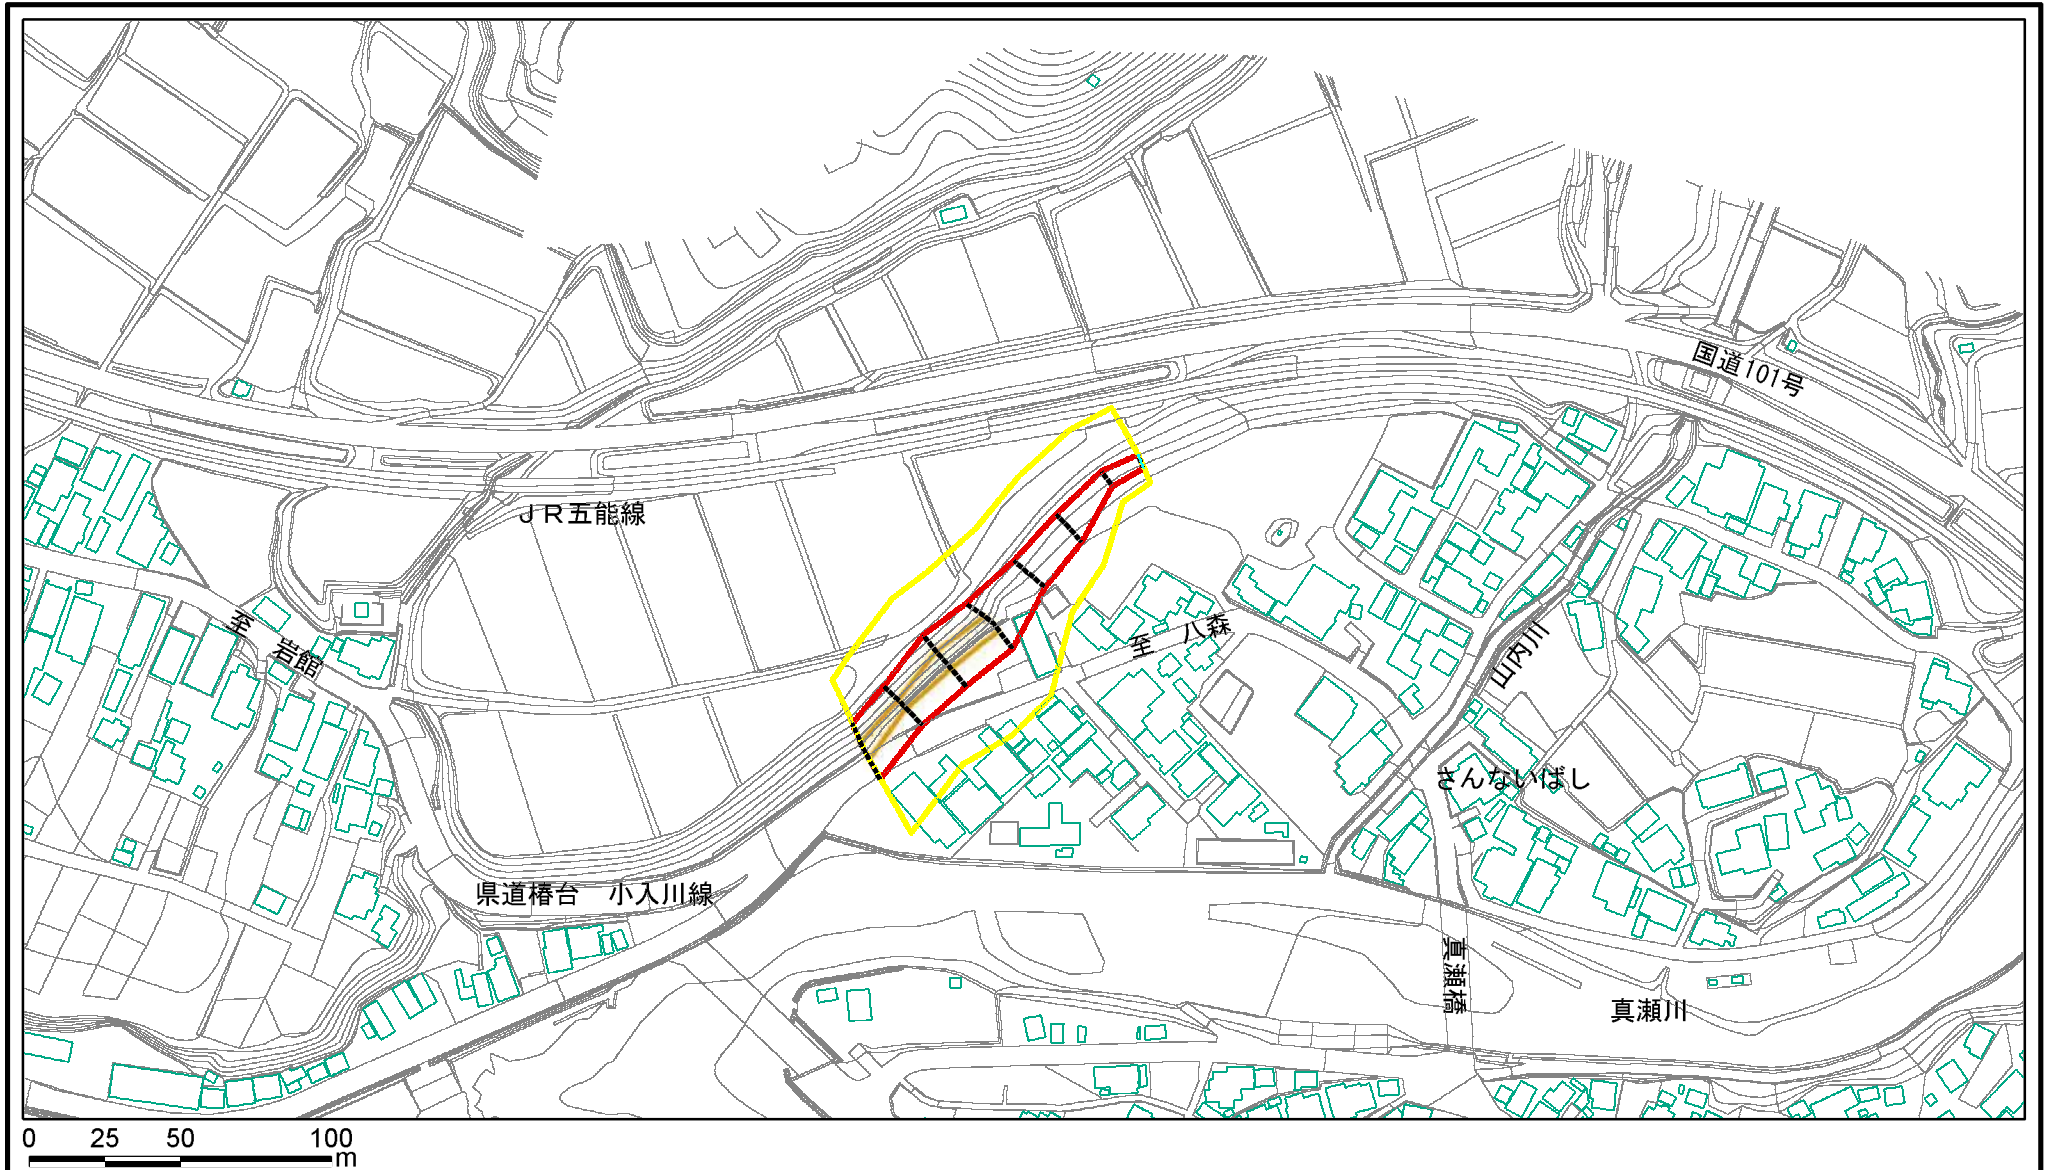 国道101号
ＪＲ五能線
至　岩館
至　八森
山内川
さんないばし
県道椿台　小入川線
真瀬橋
真瀬川
0 25 50 100
m